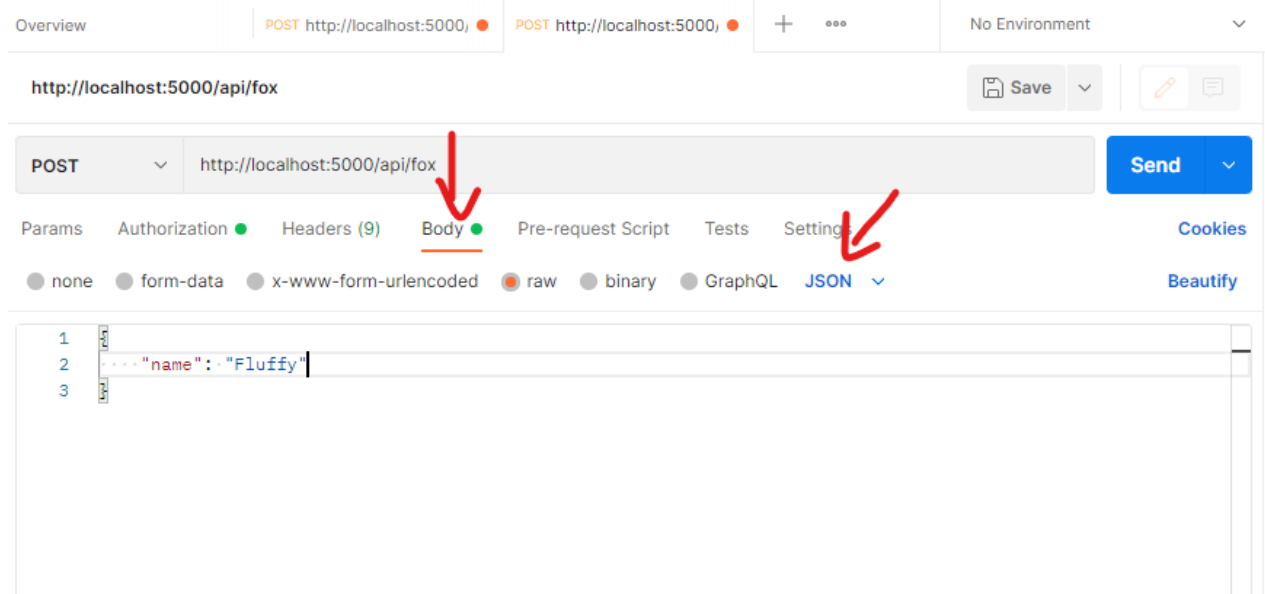 Overview POST http://localhost:5000/ POST http://localhost:5000/ No Environment
http://localhost:5000/api/fox Save
POST http://localhost:5000/api/fox Send
Params Authorization Headers (9) Body Pre-request Script Tests Settings Cookies
none form-data x-www-form-urlencoded raw binary GraphQL JSON Beautify
1 {
2 "name": "Fluffy"
3 }